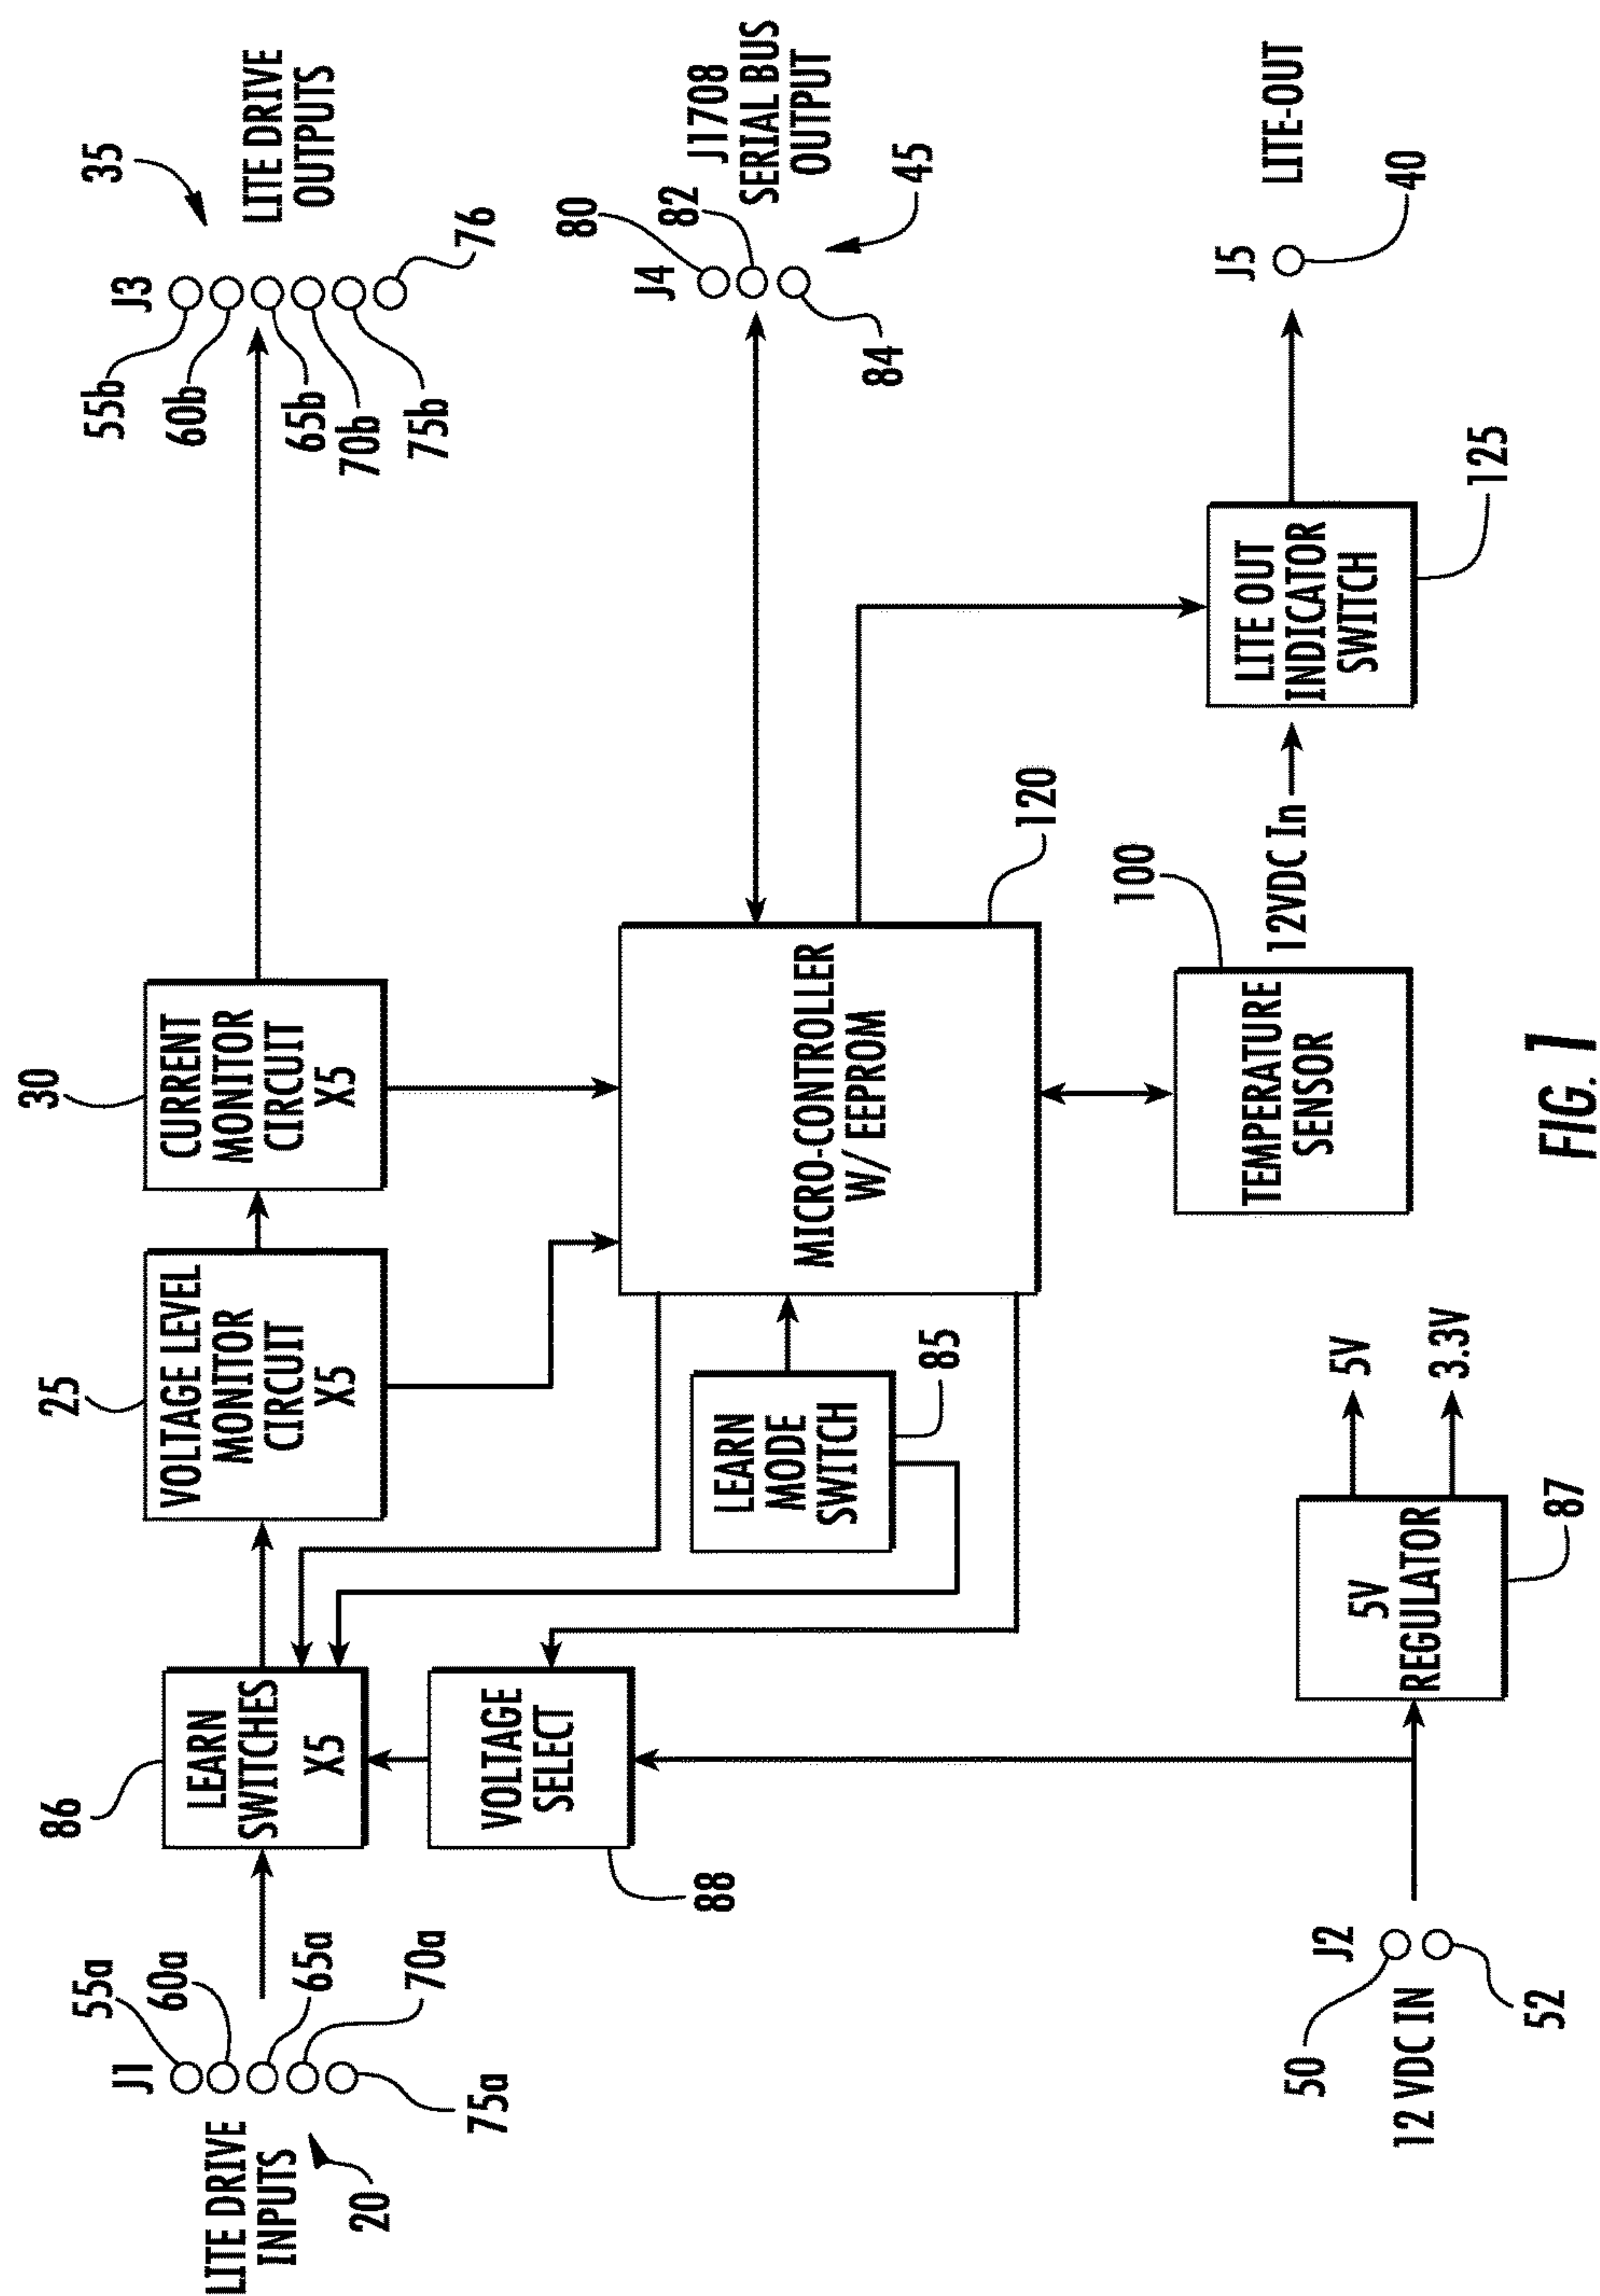 35
LITE DRIVE
OUTPUTS
J3
55b
60b
65b
70b
75b
76
30
CURRENT
MONITOR
CIRCUIT
X5
25
VOLTAGE LEVEL
MONITOR
CIRCUIT
X5
86
LEARN
SWITCHES
X5
J1
55a
60a
65a
70a
75a
LITE DRIVE
INPUTS
20
J1708
SERIAL BUS
OUTPUT
45
J4
80
82
84
MICRO-CONTROLLER
W/ EEPROM
120
LEARN
MODE
SWITCH
85
VOLTAGE
SELECT
88
LITE-OUT
J5
40
LITE OUT
INDICATOR
SWITCH
125
12VDC In
100
TEMPERATURE
SENSOR
5V
3.3V
5V
REGULATOR
87
J2
50
52
12 VDC IN
FIG. 1